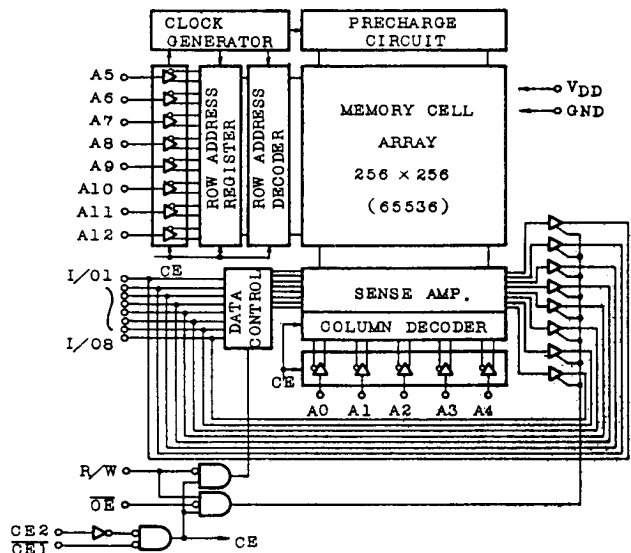 CLOCK
GENERATOR
PRECHARGE
CIRCUIT
A5
A6
A7
A8
A9
A10
A11
A12
ROW ADDRESS
REGISTER
ROW ADDRESS
DECODER
MEMORY CELL
ARRAY
256 × 256
(65536)
VDD
GND
CE
I/O1
I/O8
DATA
CONTROL
SENSE AMP.
COLUMN DECODER
CE
A0 A1 A2 A3 A4
R/W
OE
CE2
CE1
CE